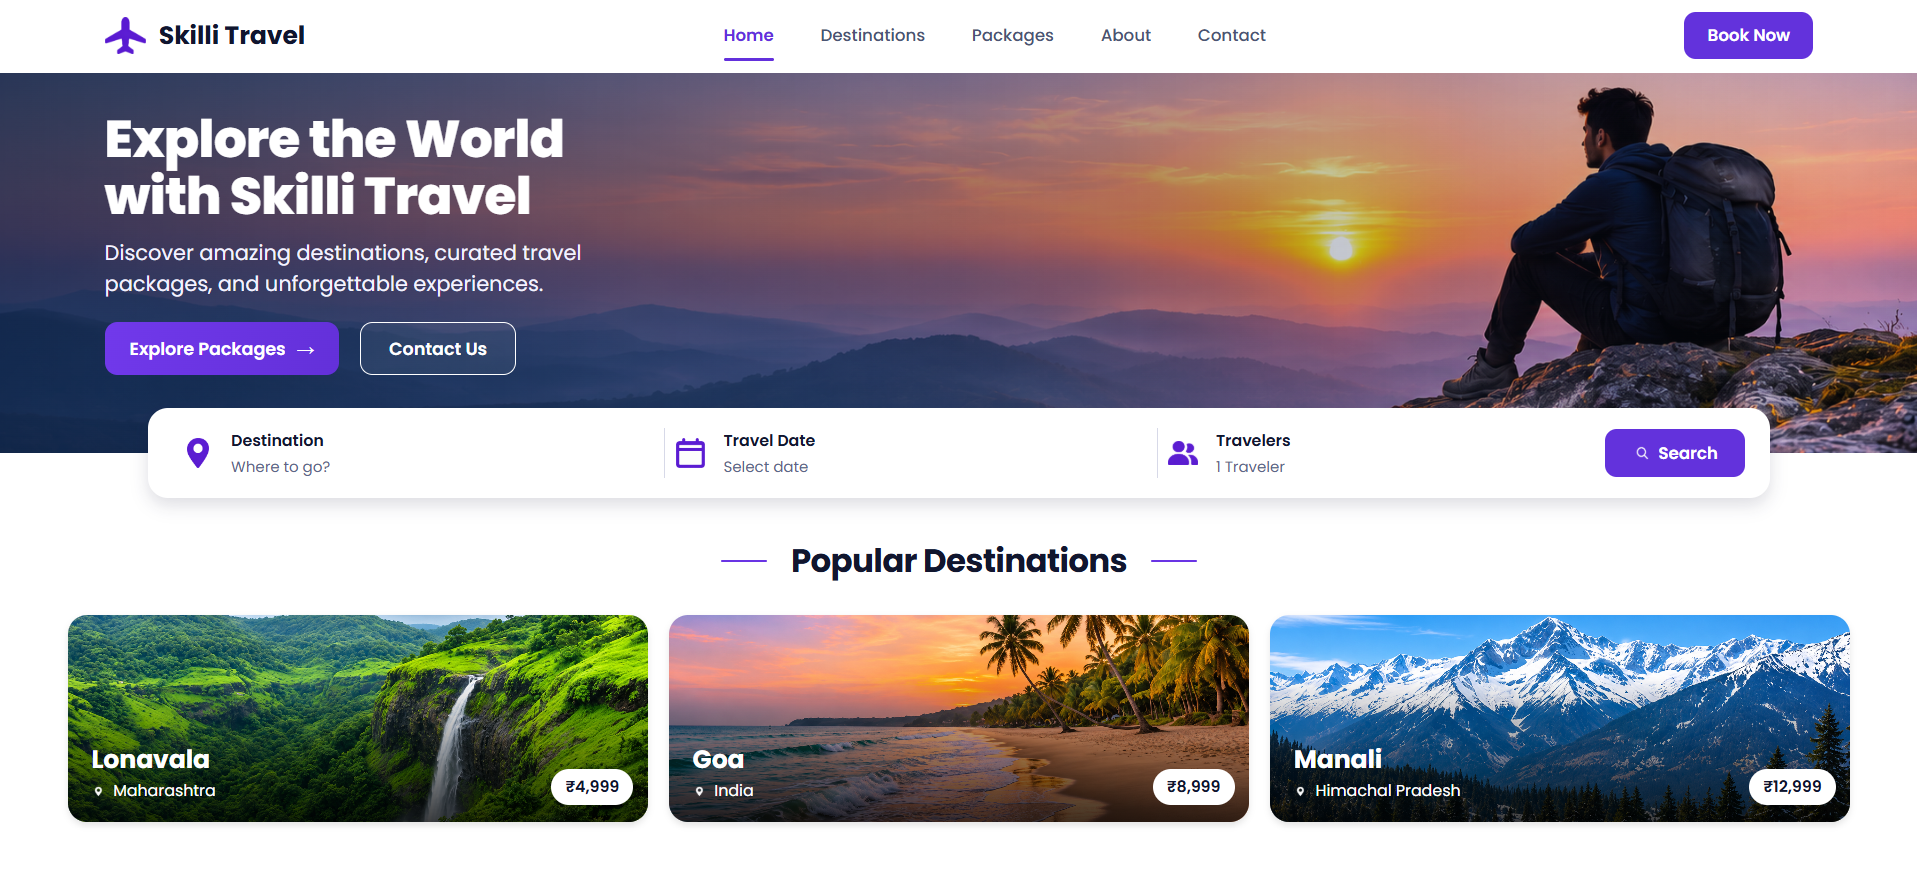 Skilli Travel
Home
Destinations
Packages
About
Contact
Book Now
Explore the World
with Skilli Travel
Discover amazing destinations, curated travel
packages, and unforgettable experiences.
Explore Packages →
Contact Us
Destination
Where to go?
Travel Date
Select date
Travelers
1 Traveler
Search
Popular Destinations
Lonavala
Maharashtra
₹4,999
Goa
India
₹8,999
Manali
Himachal Pradesh
₹12,999